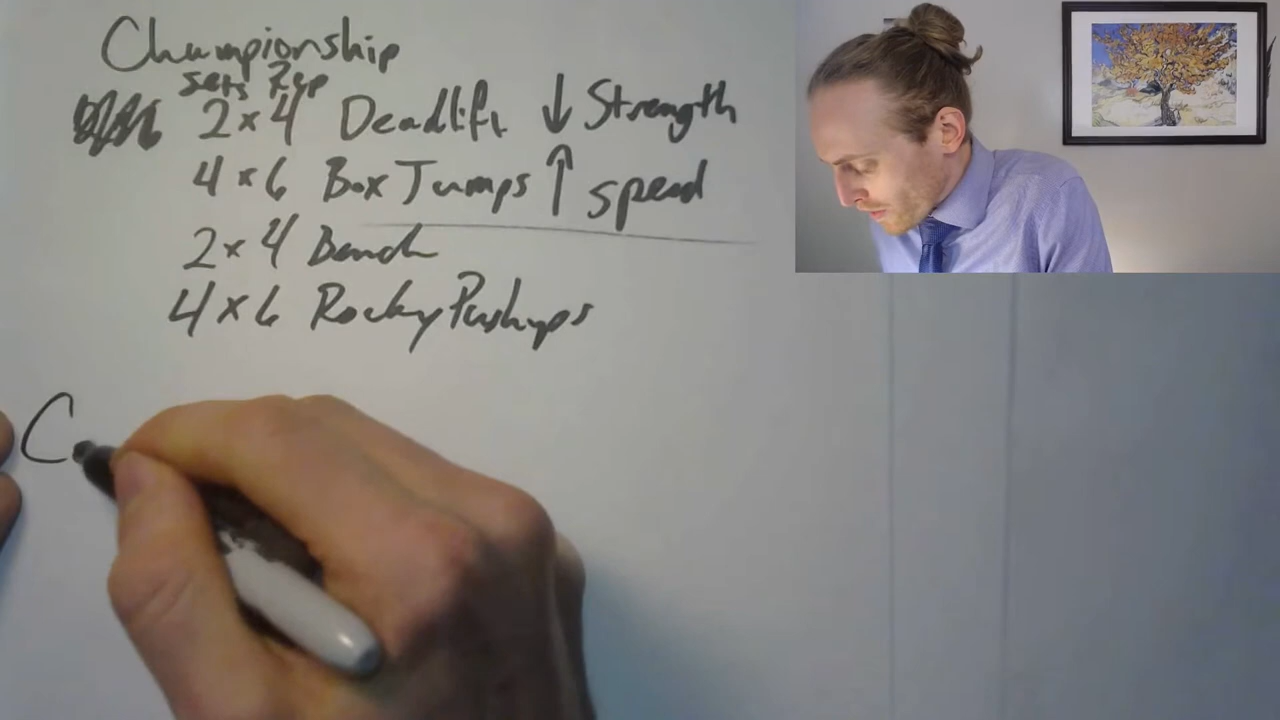 Championship
sets Rep
2 x 4 Deadlift ↓ Strength
4 x 6 Box Jumps ↑ speed
2 x 4 Bench
4 x 6 Rocky Pushups
C